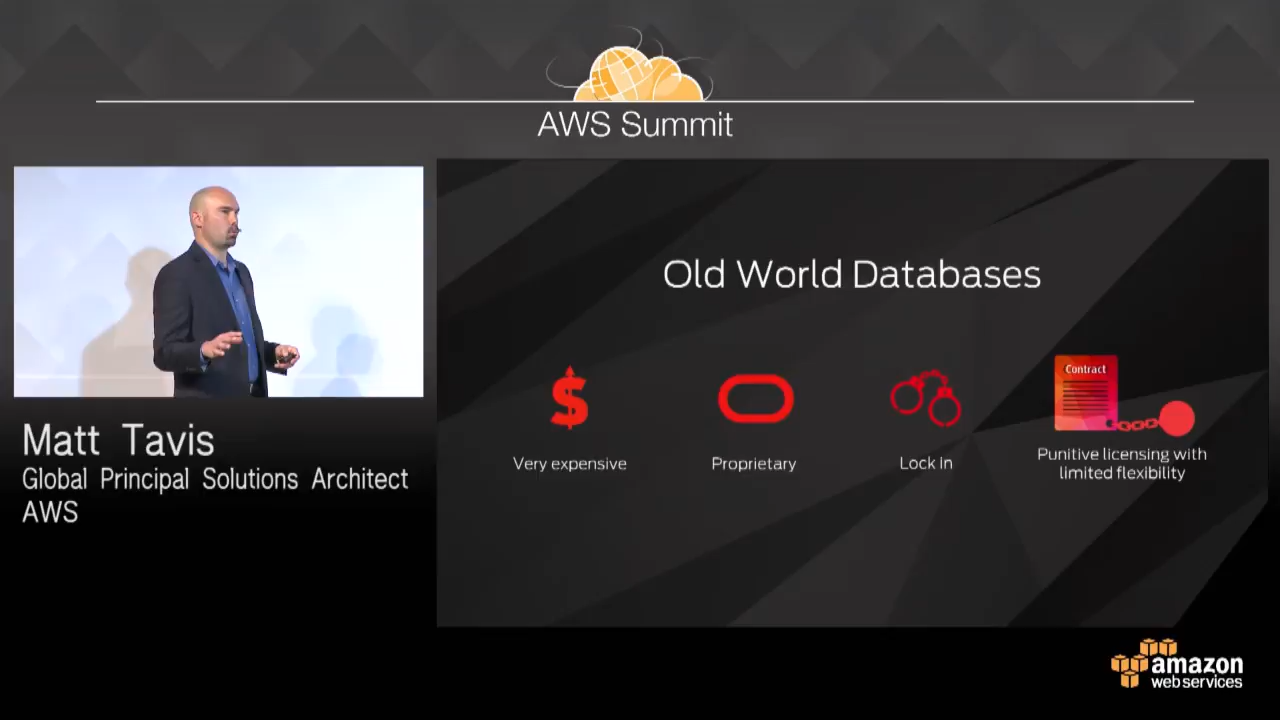 AWS Summit
Matt Tavis
Global Principal Solutions Architect
AWS
Old World Databases
Contract
Very expensive
Proprietary
Lock In
Punitive licensing with
limited flexibility
amazon
web services